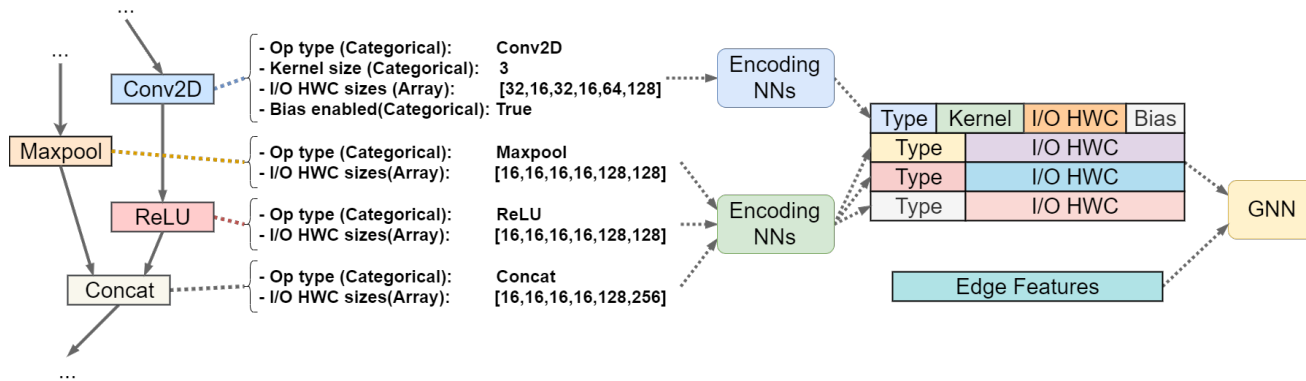 ...
...
Conv2D
Maxpool
ReLU
Concat
...
- Op type (Categorical): Conv2D
- Kernel size (Categorical): 3
- I/O HWC sizes (Array): [32,16,32,16,64,128]
- Bias enabled(Categorical): True
- Op type (Categorical): Maxpool
- I/O HWC sizes(Array): [16,16,16,16,128,128]
- Op type (Categorical): ReLU
- I/O HWC sizes(Array): [16,16,16,16,128,128]
- Op type (Categorical): Concat
- I/O HWC sizes(Array): [16,16,16,16,128,256]
Encoding
NNs
Encoding
NNs
Type Kernel I/O HWC Bias
Type I/O HWC
Type I/O HWC
Type I/O HWC
Edge Features
GNN